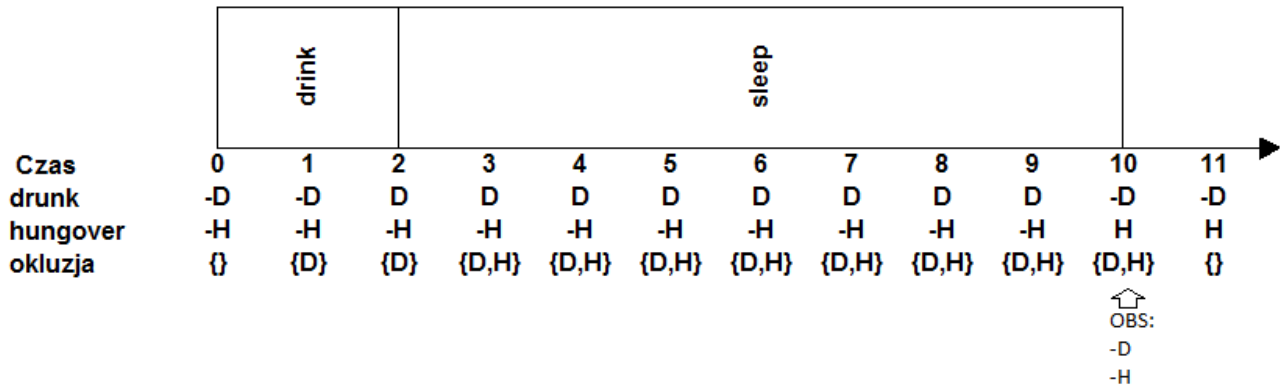 drink
sleep
Czas 0 1 2 3 4 5 6 7 8 9 10 11
drunk -D -D D D D D D D D D -D -D
hungover -H -H -H -H -H -H -H -H -H -H H H
okluzja {} {D} {D} {D,H} {D,H} {D,H} {D,H} {D,H} {D,H} {D,H} {D,H} {}
OBS:
-D
-H